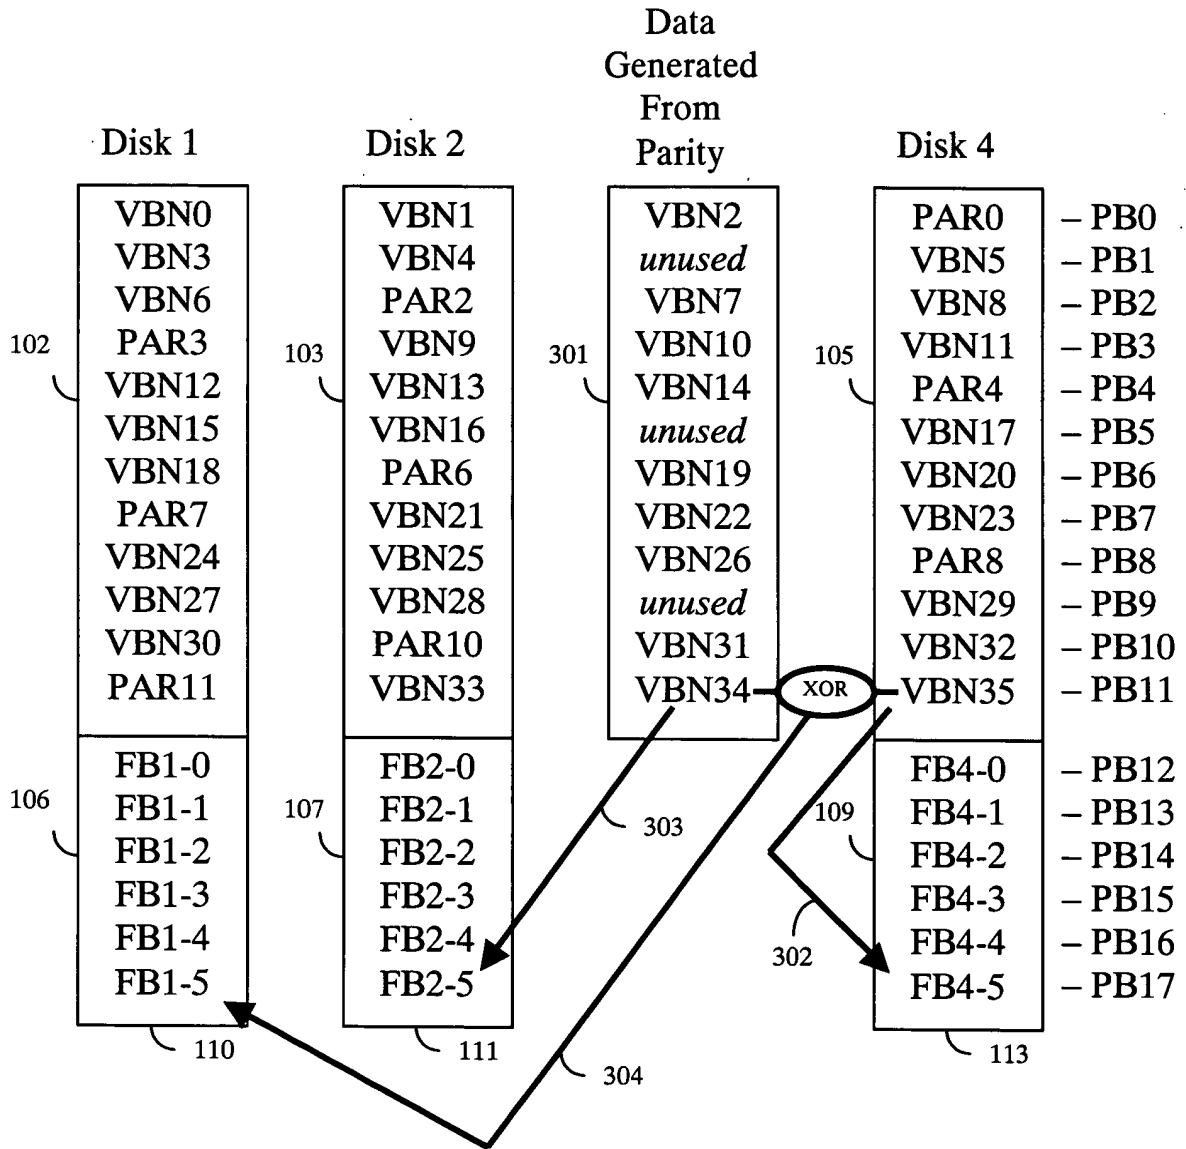 Data
Generated
From
Parity
Disk 1
Disk 2
Disk 4
VBN0 VBN1 VBN2 PAR0 – PB0
VBN3 VBN4 unused VBN5 – PB1
VBN6 PAR2 VBN7 VBN8 – PB2
102 PAR3 103 VBN9 301 VBN10 105 VBN11 – PB3
VBN12 VBN13 VBN14 PAR4 – PB4
VBN15 VBN16 unused VBN17 – PB5
VBN18 PAR6 VBN19 VBN20 – PB6
PAR7 VBN21 VBN22 VBN23 – PB7
VBN24 VBN25 VBN26 PAR8 – PB8
VBN27 VBN28 unused VBN29 – PB9
VBN30 PAR10 VBN31 VBN32 – PB10
PAR11 VBN33 VBN34 XOR VBN35 – PB11
FB1-0 FB2-0 FB4-0 – PB12
106 FB1-1 107 FB2-1 303 109 FB4-1 – PB13
FB1-2 FB2-2 FB4-2 – PB14
FB1-3 FB2-3 FB4-3 – PB15
FB1-4 FB2-4 302 FB4-4 – PB16
FB1-5 FB2-5 FB4-5 – PB17
110 111 304 113